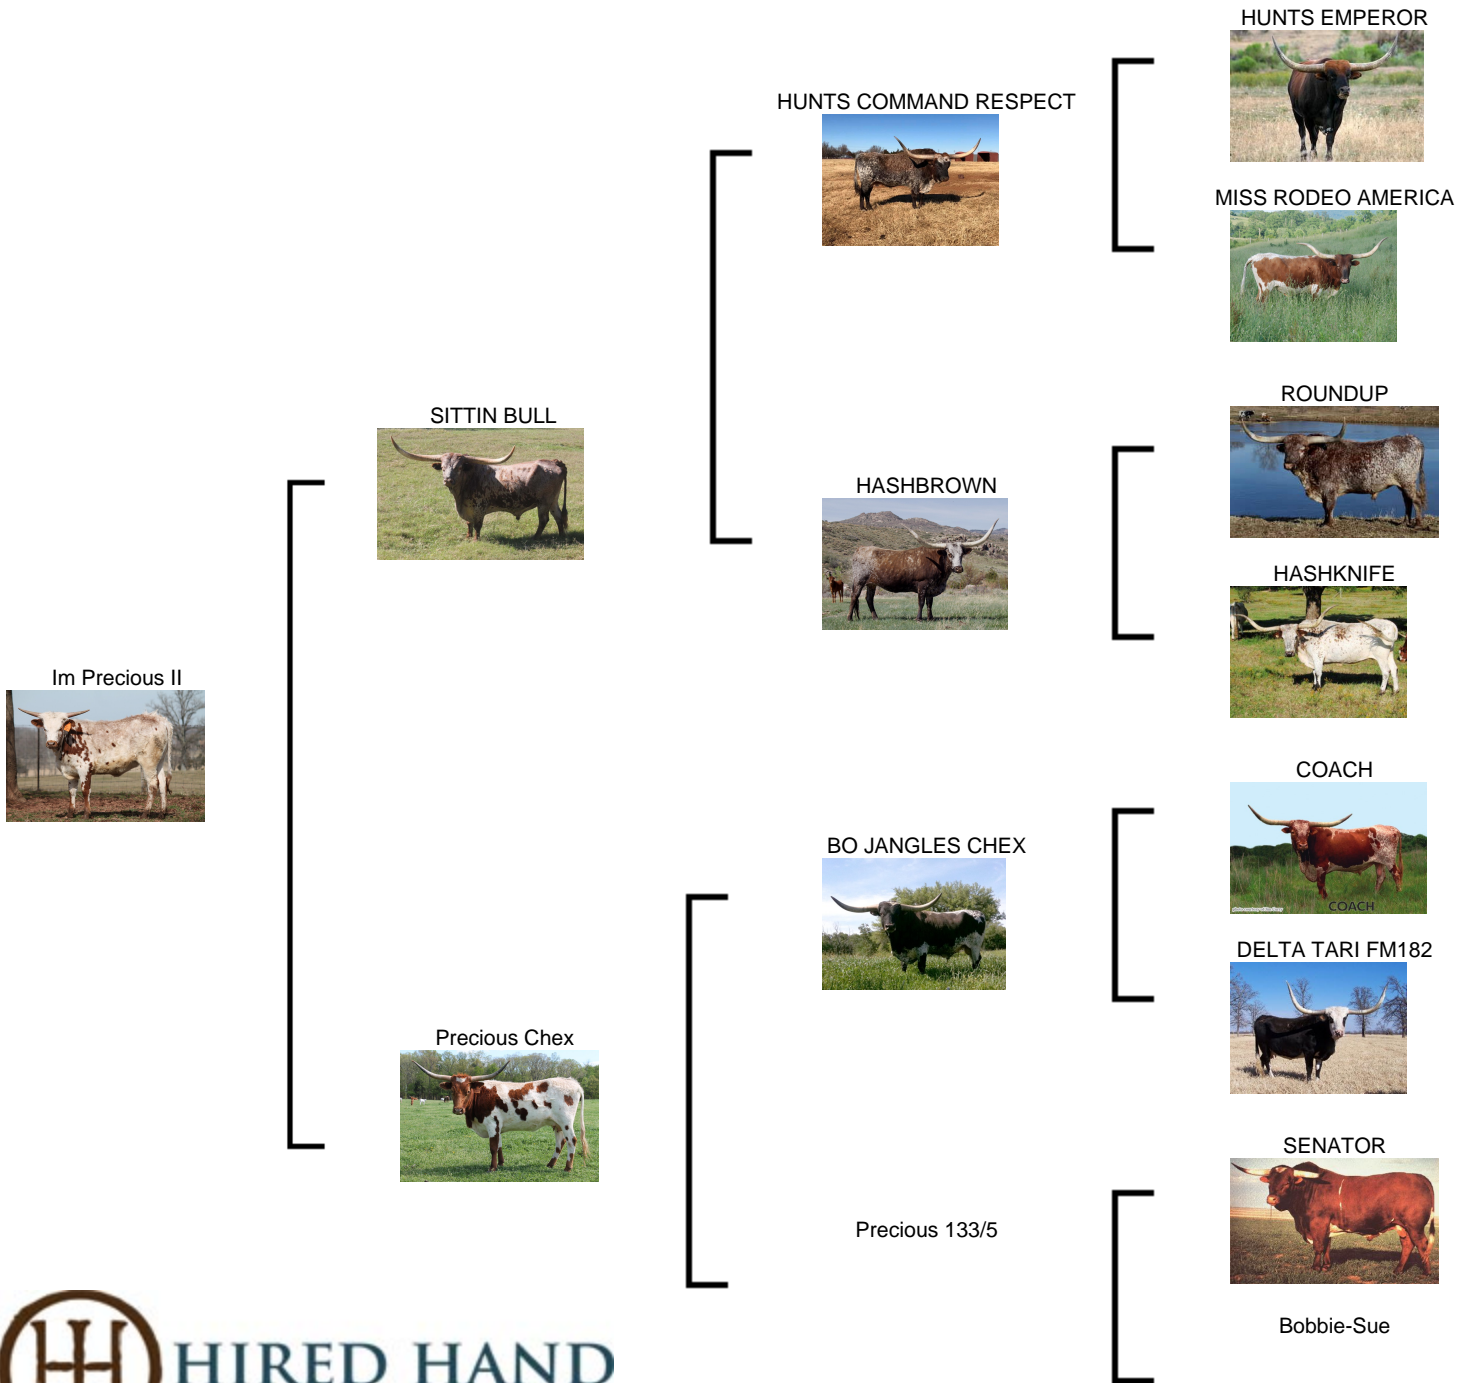 HUNTS EMPEROR
HUNTS COMMAND RESPECT
MISS RODEO AMERICA
ROUNDUP
SITTIN BULL
HASHBROWN
HASHKNIFE
Im Precious II
COACH
BO JANGLES CHEX
COACH
DELTA TARI FM182
Precious Chex
SENATOR
Precious 133/5
Bobbie-Sue
HIRED HAND